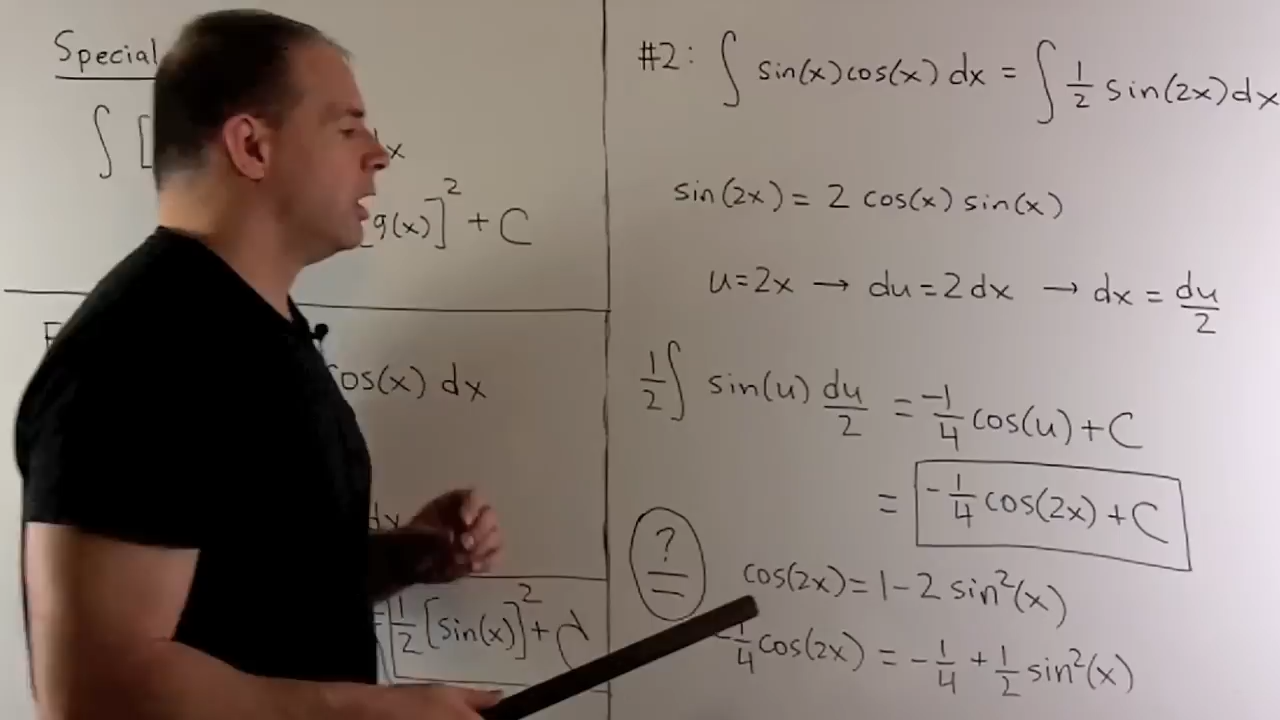 Special
∫ [
x
[g(x)]² + C
cos(x) dx
dx
= 1/2 [sin(x)]² + C
#2: ∫ sin(x)cos(x) dx = ∫ 1/2 sin(2x)dx
sin(2x) = 2 cos(x) sin(x)
u=2x → du=2dx → dx = du/2
1/2 ∫ sin(u) du/2 = -1/4 cos(u) + C
= -1/4 cos(2x) + C
?
=
cos(2x) = 1 - 2 sin²(x)
-1/4 cos(2x) = -1/4 + 1/2 sin²(x)